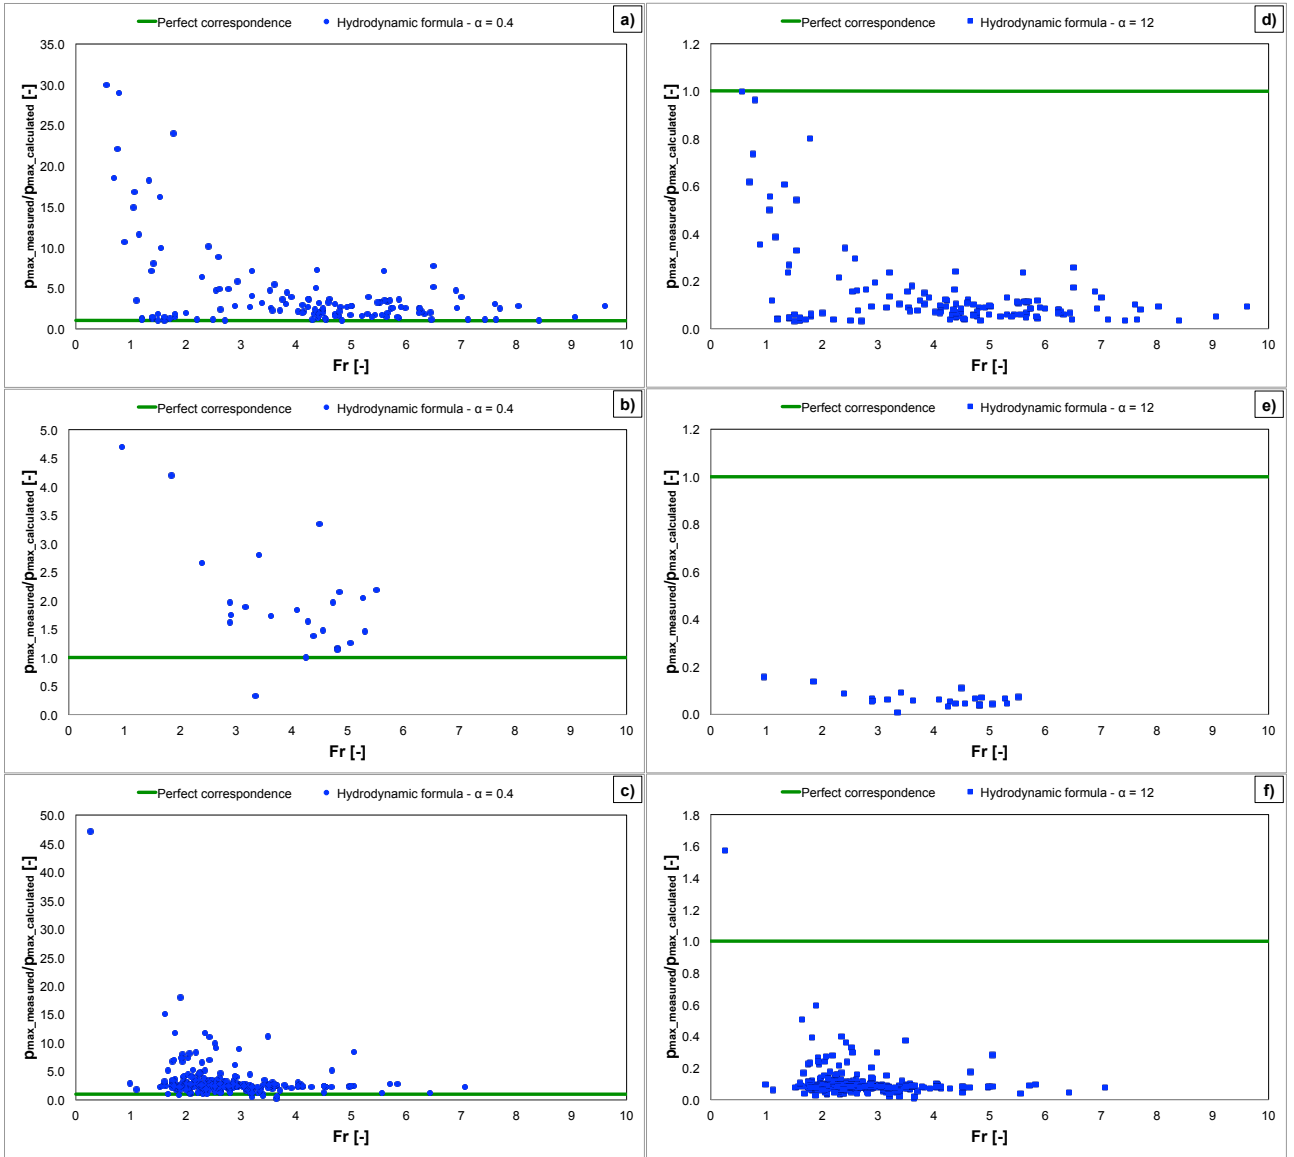 Perfect correspondence Hydrodynamic formula - α = 0.4 a)
35.0
30.0
25.0
20.0
15.0
10.0
5.0
0.0
pmax_measured/pmax_calculated [-]
0 1 2 3 4 5 6 7 8 9 10
Fr [-]
Perfect correspondence Hydrodynamic formula - α = 12 d)
1.2
1.0
0.8
0.6
0.4
0.2
0.0
pmax_measured/pmax_calculated [-]
0 1 2 3 4 5 6 7 8 9 10
Fr [-]
Perfect correspondence Hydrodynamic formula - α = 0.4 b)
5.0
4.5
4.0
3.5
3.0
2.5
2.0
1.5
1.0
0.5
0.0
pmax_measured/pmax_calculated [-]
0 1 2 3 4 5 6 7 8 9 10
Fr [-]
Perfect correspondence Hydrodynamic formula - α = 12 e)
1.2
1.0
0.8
0.6
0.4
0.2
0.0
pmax_measured/pmax_calculated [-]
0 1 2 3 4 5 6 7 8 9 10
Fr [-]
Perfect correspondence Hydrodynamic formula - α = 0.4 c)
50.0
45.0
40.0
35.0
30.0
25.0
20.0
15.0
10.0
5.0
0.0
pmax_measured/pmax_calculated [-]
0 1 2 3 4 5 6 7 8 9 10
Fr [-]
Perfect correspondence Hydrodynamic formula - α = 12 f)
1.8
1.6
1.4
1.2
1.0
0.8
0.6
0.4
0.2
0.0
pmax_measured/pmax_calculated [-]
0 1 2 3 4 5 6 7 8 9 10
Fr [-]